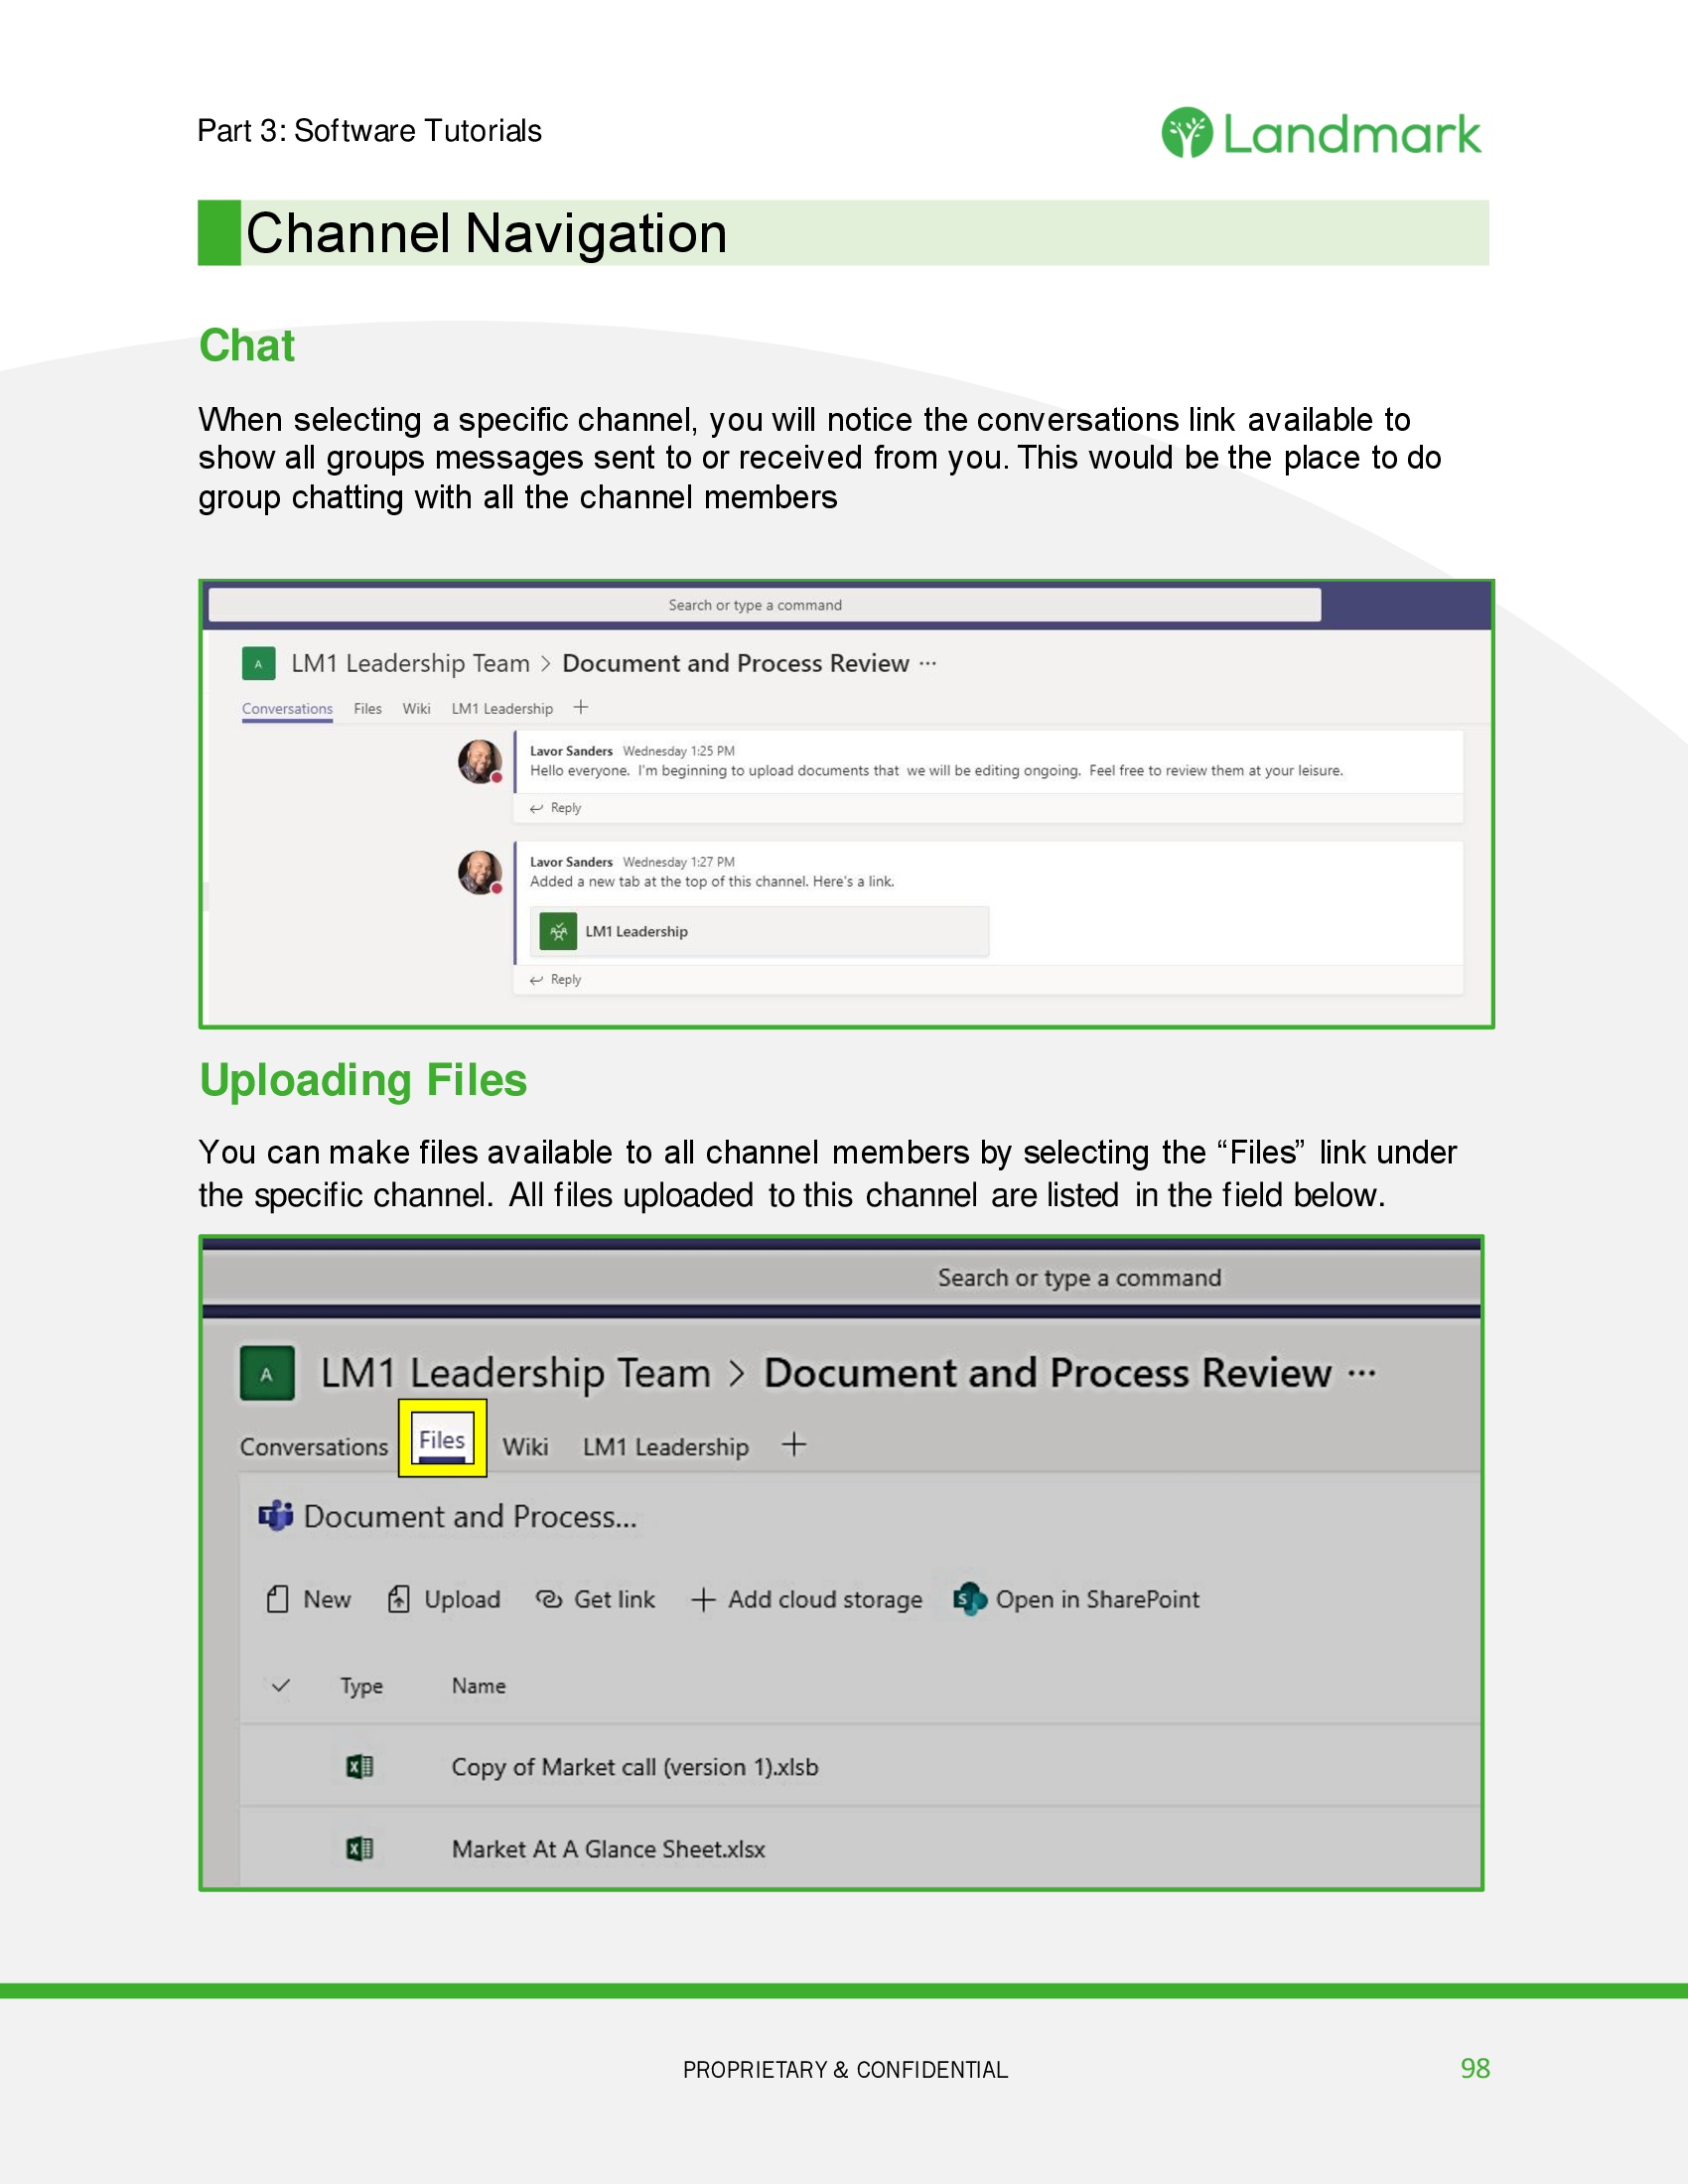 Part 3: Software Tutorials
Landmark
Channel Navigation
Chat
When selecting a specific channel, you will notice the conversations link available to
show all groups messages sent to or received from you. This would be the place to do
group chatting with all the channel members
Search or type a command
A LM1 Leadership Team > Document and Process Review ...
Conversations Files Wiki LM1 Leadership +
Lavor Sanders Wednesday 1:25 PM
Hello everyone. I'm beginning to upload documents that we will be editing ongoing. Feel free to review them at your leisure.
Reply
Lavor Sanders Wednesday 1:27 PM
Added a new tab at the top of this channel. Here's a link.
LM1 Leadership
Reply
Uploading Files
You can make files available to all channel members by selecting the “Files” link under
the specific channel. All files uploaded to this channel are listed in the field below.
Search or type a command
A LM1 Leadership Team > Document and Process Review ...
Conversations Files Wiki LM1 Leadership +
Document and Process...
New Upload Get link + Add cloud storage S Open in SharePoint
Type Name
Copy of Market call (version 1).xlsb
Market At A Glance Sheet.xlsx
PROPRIETARY & CONFIDENTIAL
98